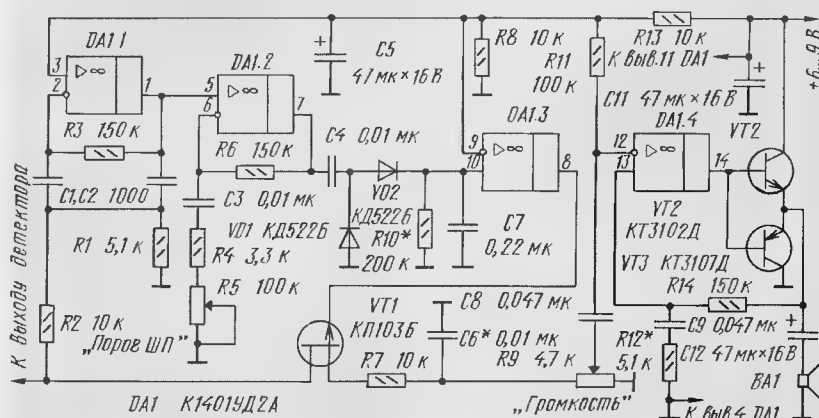 DA1.1
3
2
1
R3 150 к
C1,C2 1000
R1 5,1 к
R2 10 к
К выходу детектора
DA1.2
5
6
7
R6 150 к
C3 0,01 мк
VD1 КД522Б
R4 3,3 к
R5 100 к
„Порог ШП"
C5
47 мк×16 В
C4 0,01 мк
VD2
КД522Б
R10*
200 к
C7
0,22 мк
R8 10 к
R11
100 к
DA1.3
9
10
8
R13 10 к
К выв.11 DA1
+6...9 В
C11 47 мк×16 В
DA1.4
12
13
14
VT2
VT2
КТ3102Д
VT3 КТ3107Д
R14 150 к
VT1
КП103Б
C8 0,047 мк
C6* 0,01 мк
R7 10 к
R9 4,7 к
„Громкость"
R12*
5,1 к
C9 0,047 мк
C12 47 мк×16 В
BA1
К выв.4 DA1
DA1 К1401УД2А